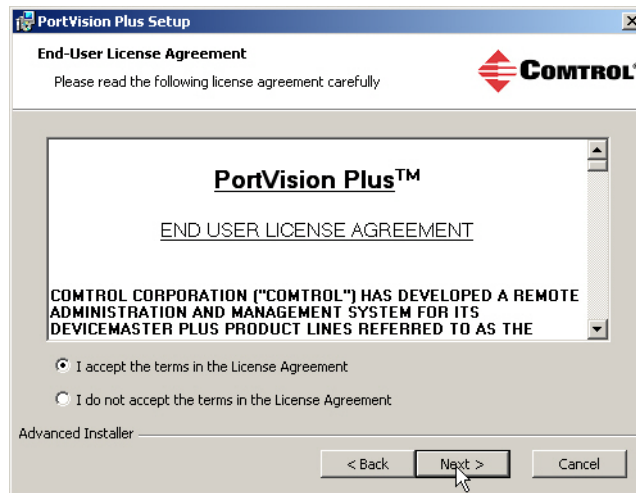 PortVision Plus Setup
End-User License Agreement
Please read the following license agreement carefully
COMTROL®
PortVision Plus™
END USER LICENSE AGREEMENT
COMTROL CORPORATION ("COMTROL") HAS DEVELOPED A REMOTE
ADMINISTRATION AND MANAGEMENT SYSTEM FOR ITS
DEVICEMASTER PLUS PRODUCT LINES REFERRED TO AS THE
I accept the terms in the License Agreement
I do not accept the terms in the License Agreement
Advanced Installer
< Back Next > Cancel